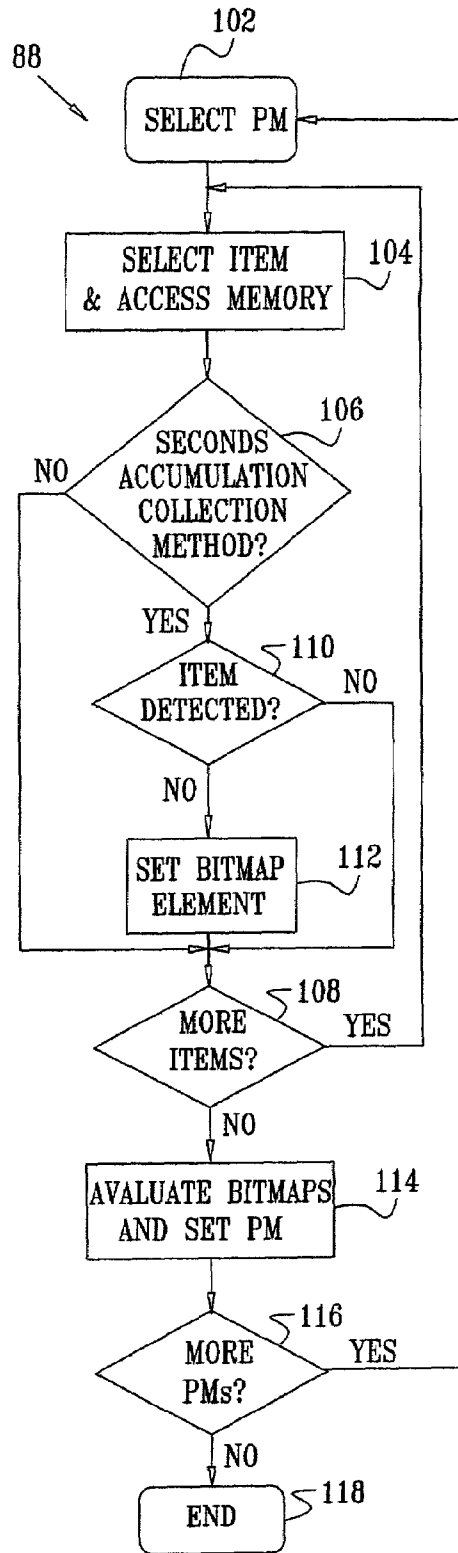 102
88
SELECT PM
SELECT ITEM
& ACCESS MEMORY
104
106
NO
SECONDS
ACCUMULATION
COLLECTION
METHOD?
YES
110
ITEM
DETECTED?
NO
NO
SET BITMAP
ELEMENT
112
108
MORE
ITEMS?
YES
NO
AVALUATE BITMAPS
AND SET PM
114
116
MORE
PMs?
YES
NO
END
118